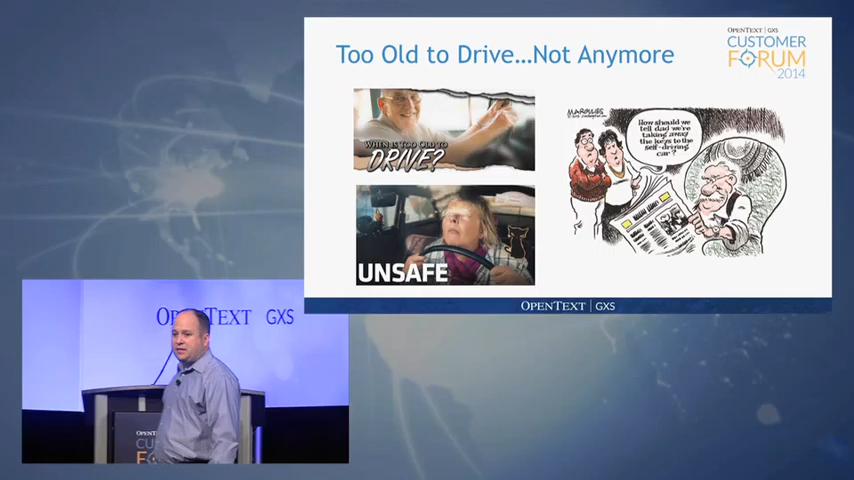 Too Old to Drive...Not Anymore
OPENTEXT | GXS
CUSTOMER
FORUM
2014
WHEN IS TOO OLD TO
DRIVE?
UNSAFE
MARGULIES
How should we
tell dad we're
taking away
the keys to the
self-driving
car?
OPENTEXT | GXS
OPENTEXT GXS
OPENT
CU
F